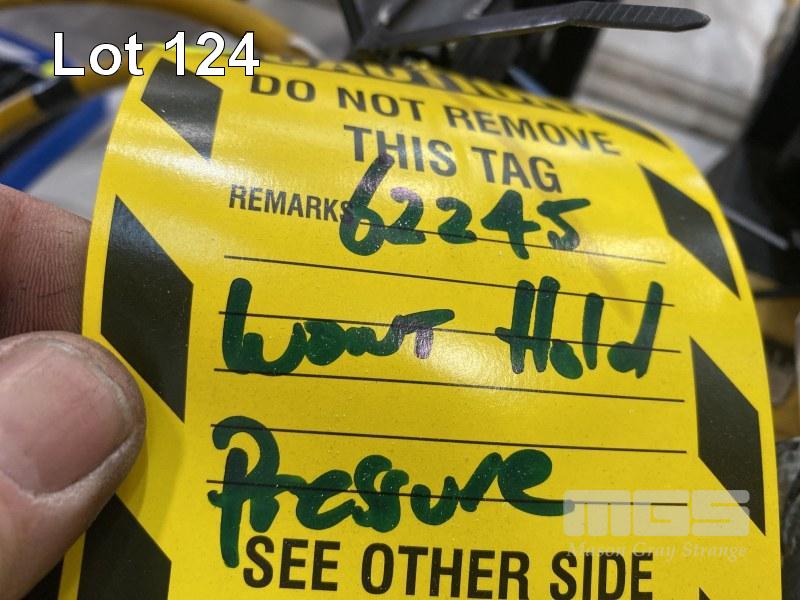 Lot 124
CAUTION
DO NOT REMOVE
THIS TAG
REMARKS 62245
Wont Hold
Pressure
SEE OTHER SIDE
MGS
Mason Gray Strange